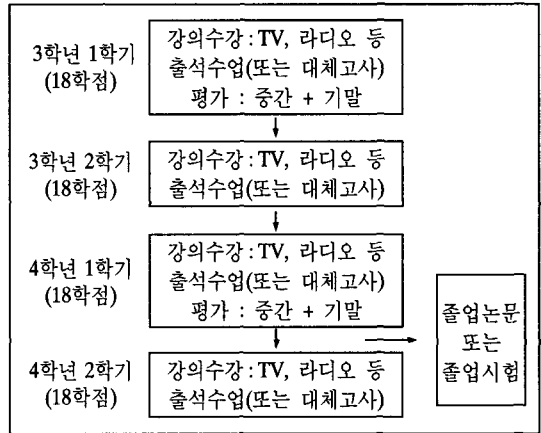 3학년 1학기
(18학점)
강의수강 : TV, 라디오 등
출석수업(또는 대체고사)
평가 : 중간 + 기말
3학년 2학기
(18학점)
강의수강 : TV, 라디오 등
출석수업(또는 대체고사)
4학년 1학기
(18학점)
강의수강 : TV, 라디오 등
출석수업(또는 대체고사)
평가 : 중간 + 기말
졸업논문
또는
졸업시험
4학년 2학기
(18학점)
강의수강 : TV, 라디오 등
출석수업(또는 대체고사)